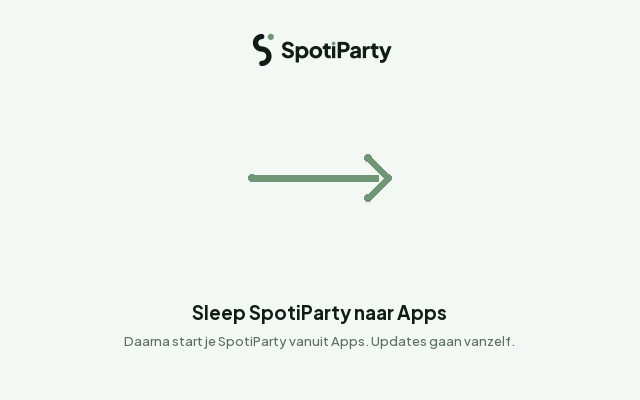 SpotiParty
Sleep SpotiParty naar Apps
Daarna start je SpotiParty vanuit Apps. Updates gaan vanzelf.